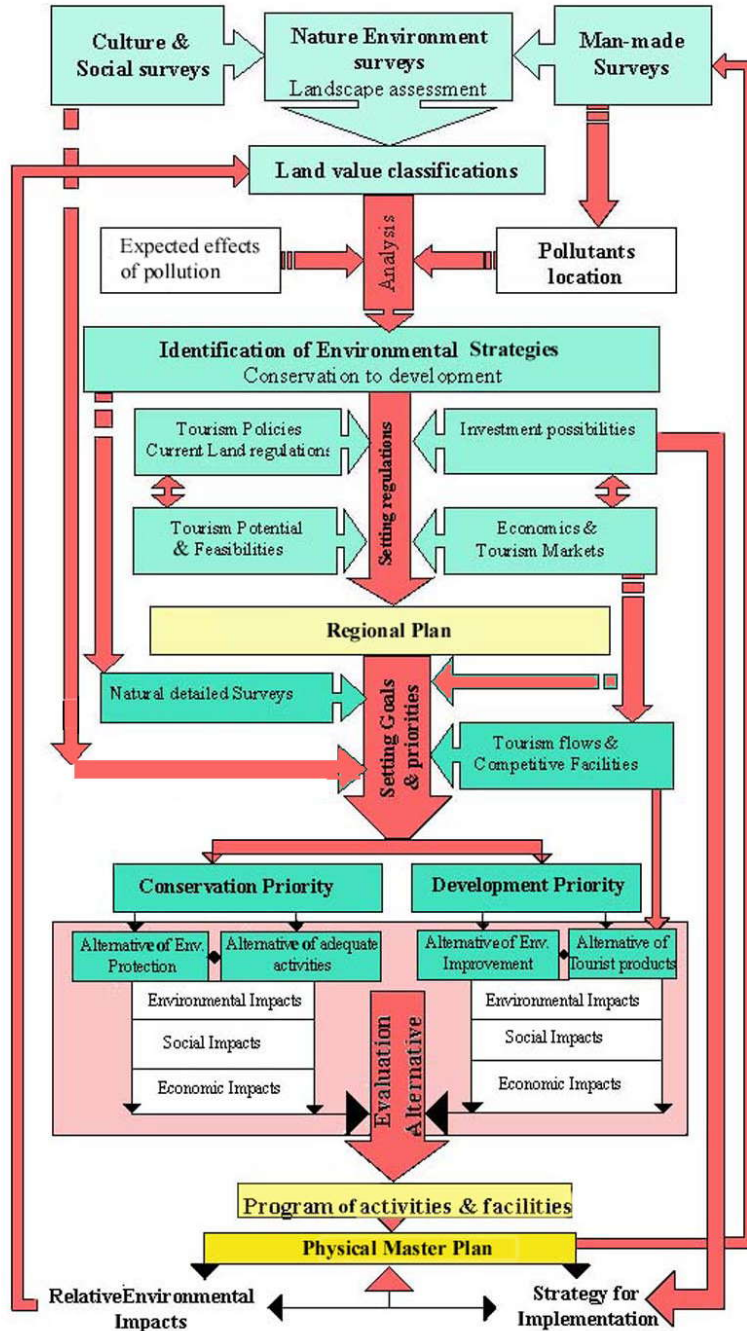 Culture &
Social surveys
Nature Environment
surveys
Landscape assessment
Man-made
Surveys
Land value classifications
Expected effects
of pollution
Analysis
Pollutants
location
Identification of Environmental Strategies
Conservation to development
Tourism Policies
Current Land regulations
Investment possibilities
Setting regulations
Tourism Potential
& Feasibilities
Economics &
Tourism Markets
Regional Plan
Natural detailed Surveys
Setting Goals
& priorities
Tourism flows &
Competitive Facilities
Conservation Priority
Development Priority
Alternative of Env.
Protection
Alternative of adequate
activities
Alternative of Env.
Improvement
Alternative of
Tourist products
Environmental Impacts
Social Impacts
Economic Impacts
Evaluation
Alternative
Environmental Impacts
Social Impacts
Economic Impacts
Program of activities & facilities
Physical Master Plan
Relative Environmental
Impacts
Strategy for
Implementation